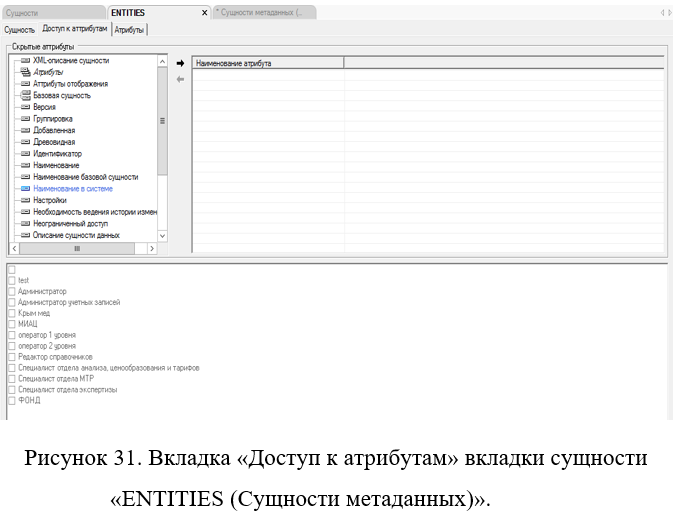 Сущности
ENTITIES
* Сущности метаданных (..
Сущность
Доступ к аттрибутам
Атрибуты
Скрытые аттрибуты
XML-описание сущности
Атрибуты
Аттрибуты отображения
Базовая сущность
Версия
Группировка
Добавленная
Древовидная
Идентификатор
Наименование
Наименование базовой сущности
Наименование в системе
Настройки
Необходимость ведения истории измен
Неограниченный доступ
Описание сущности данных
Наименование атрибута
test
Администратор
Администратор учетных записей
Крым мед
МИАЦ
оператор 1 уровня
оператор 2 уровня
Редактор справочников
Специалист отдела анализа, ценообразования и тарифов
Специалист отдела МТР
Специалист отдела экспертизы
ФОНД
Рисунок 31. Вкладка «Доступ к атрибутам» вкладки сущности
«ENTITIES (Сущности метаданных)».